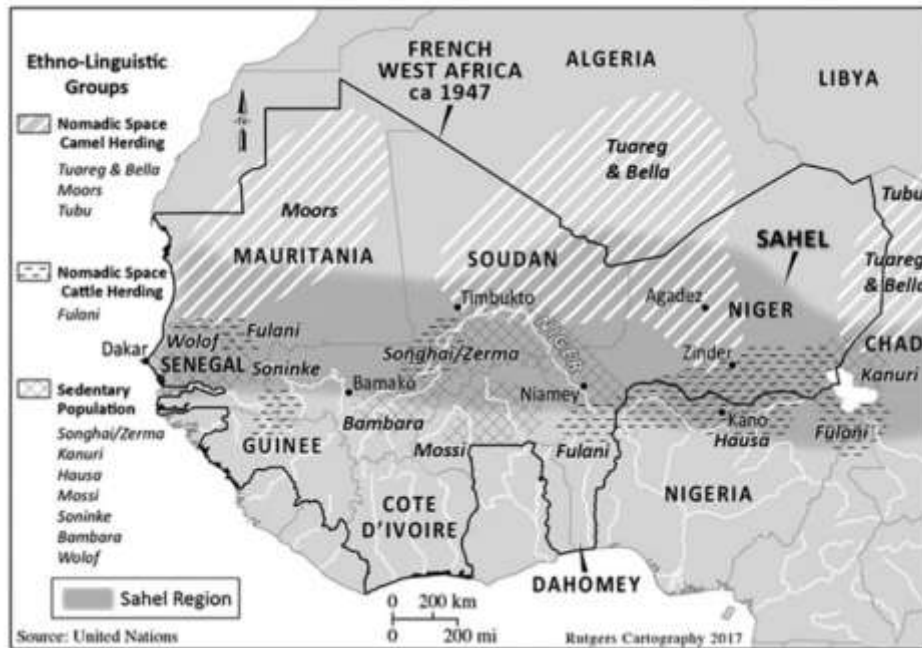 Ethno-Linguistic
Groups
Nomadic Space
Camel Herding
Tuareg & Bella
Moors
Tubu
Nomadic Space
Cattle Herding
Fulani
Sedentary
Population
Songhai/Zerma
Kanuri
Hausa
Mossi
Soninke
Bambara
Wolof
Sahel Region
Source: United Nations
FRENCH
WEST AFRICA
ca 1947
ALGERIA
LIBYA
Tuareg
& Bella
Tubu
Moors
SAHEL
Tuareg
& Bella
MAURITANIA
SOUDAN
Timbukto
Agadez
NIGER
Wolof
Fulani
NIGER
CHAD
Dakar
SENEGAL
Soninke
Songhai/Zerma
Zinder
Kanuri
Bamako
Niamey
Kano
Bambara
Hausa
Fulani
GUINEE
Mossi
Fulani
NIGERIA
COTE
D'IVOIRE
DAHOMEY
0 200 km
0 200 mi
Rutgers Cartography 2017